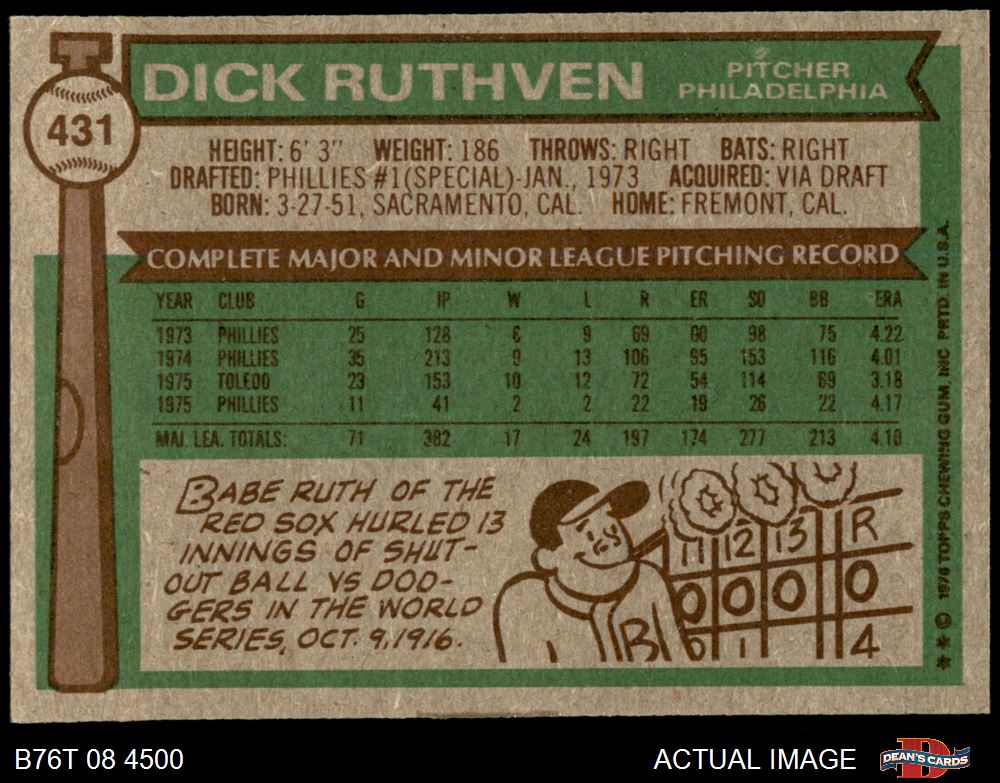 DICK RUTHVEN
PITCHER
PHILADELPHIA
431
HEIGHT: 6' 3" WEIGHT: 186 THROWS: RIGHT BATS: RIGHT
DRAFTED: PHILLIES #1(SPECIAL)-JAN., 1973 ACQUIRED: VIA DRAFT
BORN: 3-27-51, SACRAMENTO, CAL. HOME: FREMONT, CAL.
COMPLETE MAJOR AND MINOR LEAGUE PITCHING RECORD
YEAR CLUB G IP W L R ER SO BB ERA
1973 PHILLIES 25 128 6 9 69 60 98 75 4.22
1974 PHILLIES 35 213 9 13 106 95 153 116 4.01
1975 TOLEDO 23 153 10 12 72 54 114 69 3.18
1975 PHILLIES 11 41 2 2 22 19 26 22 4.17
MAJ. LEA. TOTALS: 71 382 17 24 197 174 277 213 4.10
BABE RUTH OF THE
RED SOX HURLED 13
INNINGS OF SHUT-
OUT BALL VS DOD-
GERS IN THE WORLD
SERIES, OCT. 9, 1916.
11 12 13 R
0 0 0 0
0 1 4
B
** © 1976 TOPPS CHEWING GUM, INC. PRTD. IN U.S.A.
B76T 08 4500
ACTUAL IMAGE
DEAN'S CARDS